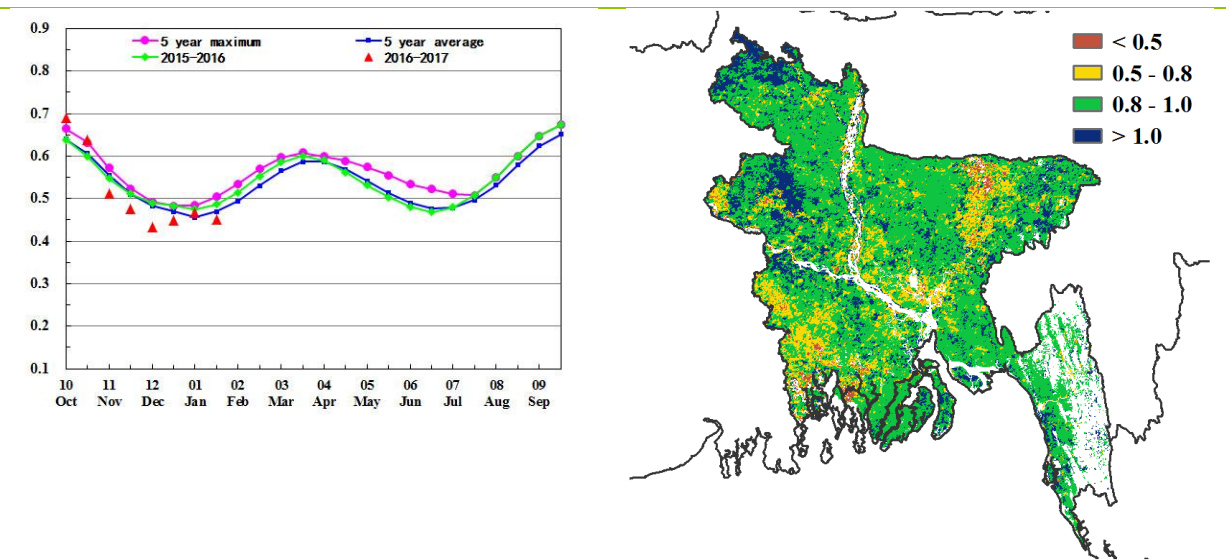 0.9
5 year maximum 5 year average
2015-2016 2016-2017
0.8
0.7
0.6
0.5
0.4
0.3
0.2
0.1
10 11 12 01 02 03 04 05 06 07 08 09
Oct Nov Dec Jan Feb Mar Apr May Jun Jul Aug Sep
< 0.5
0.5 - 0.8
0.8 - 1.0
> 1.0